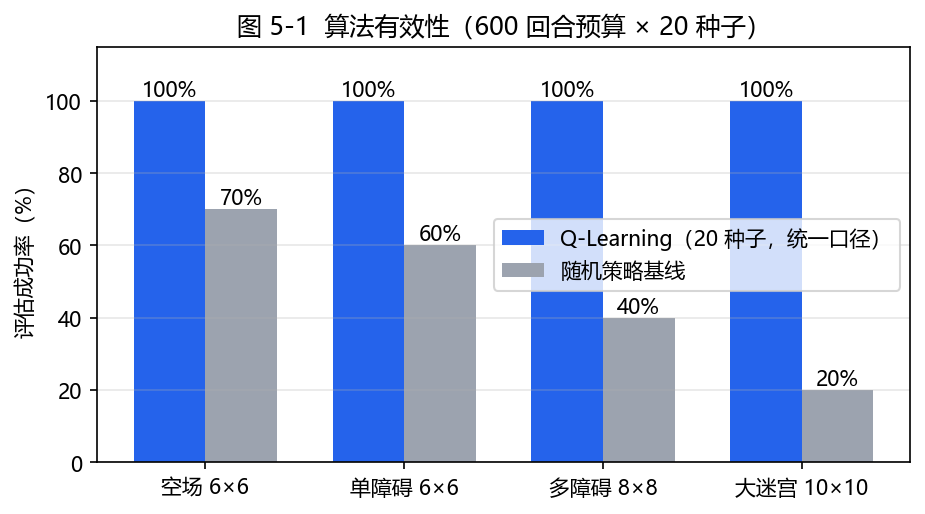 图 5-1  算法有效性（600 回合预算 × 20 种子）
评估成功率（%）
100
80
60
40
20
0
100%
70%
100%
60%
100%
40%
100%
20%
Q-Learning（20 种子，统一口径）
随机策略基线
空场 6×6
单障碍 6×6
多障碍 8×8
大迷宫 10×10